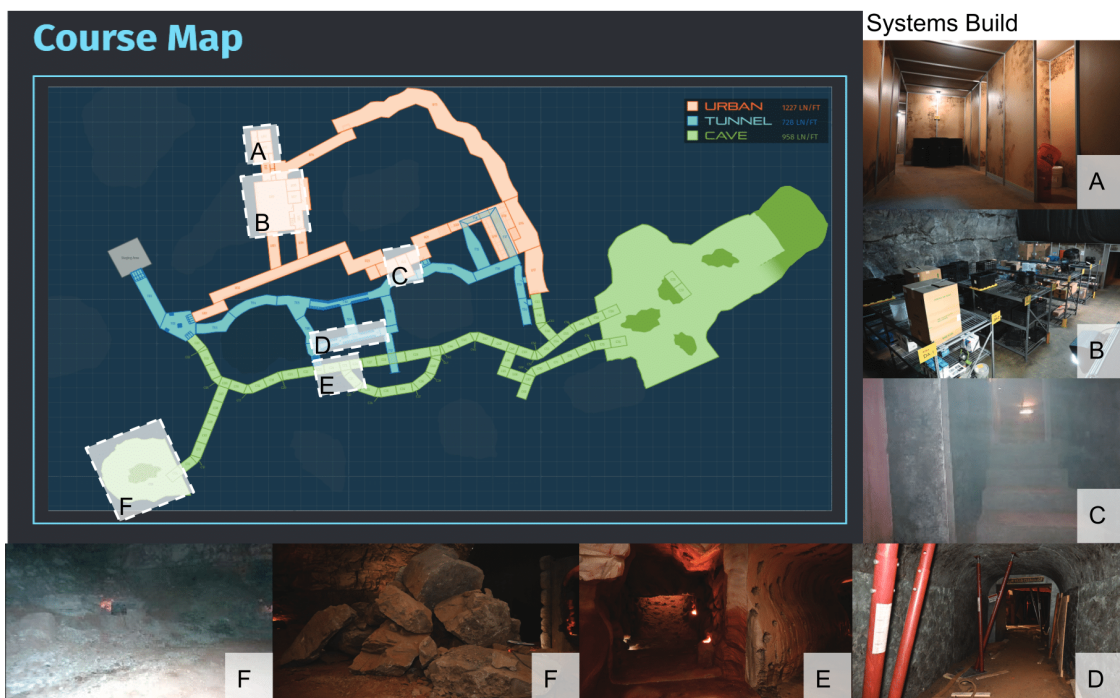 Course Map
URBAN 1227 LN/FT
TUNNEL 728 LN/FT
CAVE 958 LN/FT
A
B
C
D
E
F
Systems Build
A
B
C
F
F
E
D